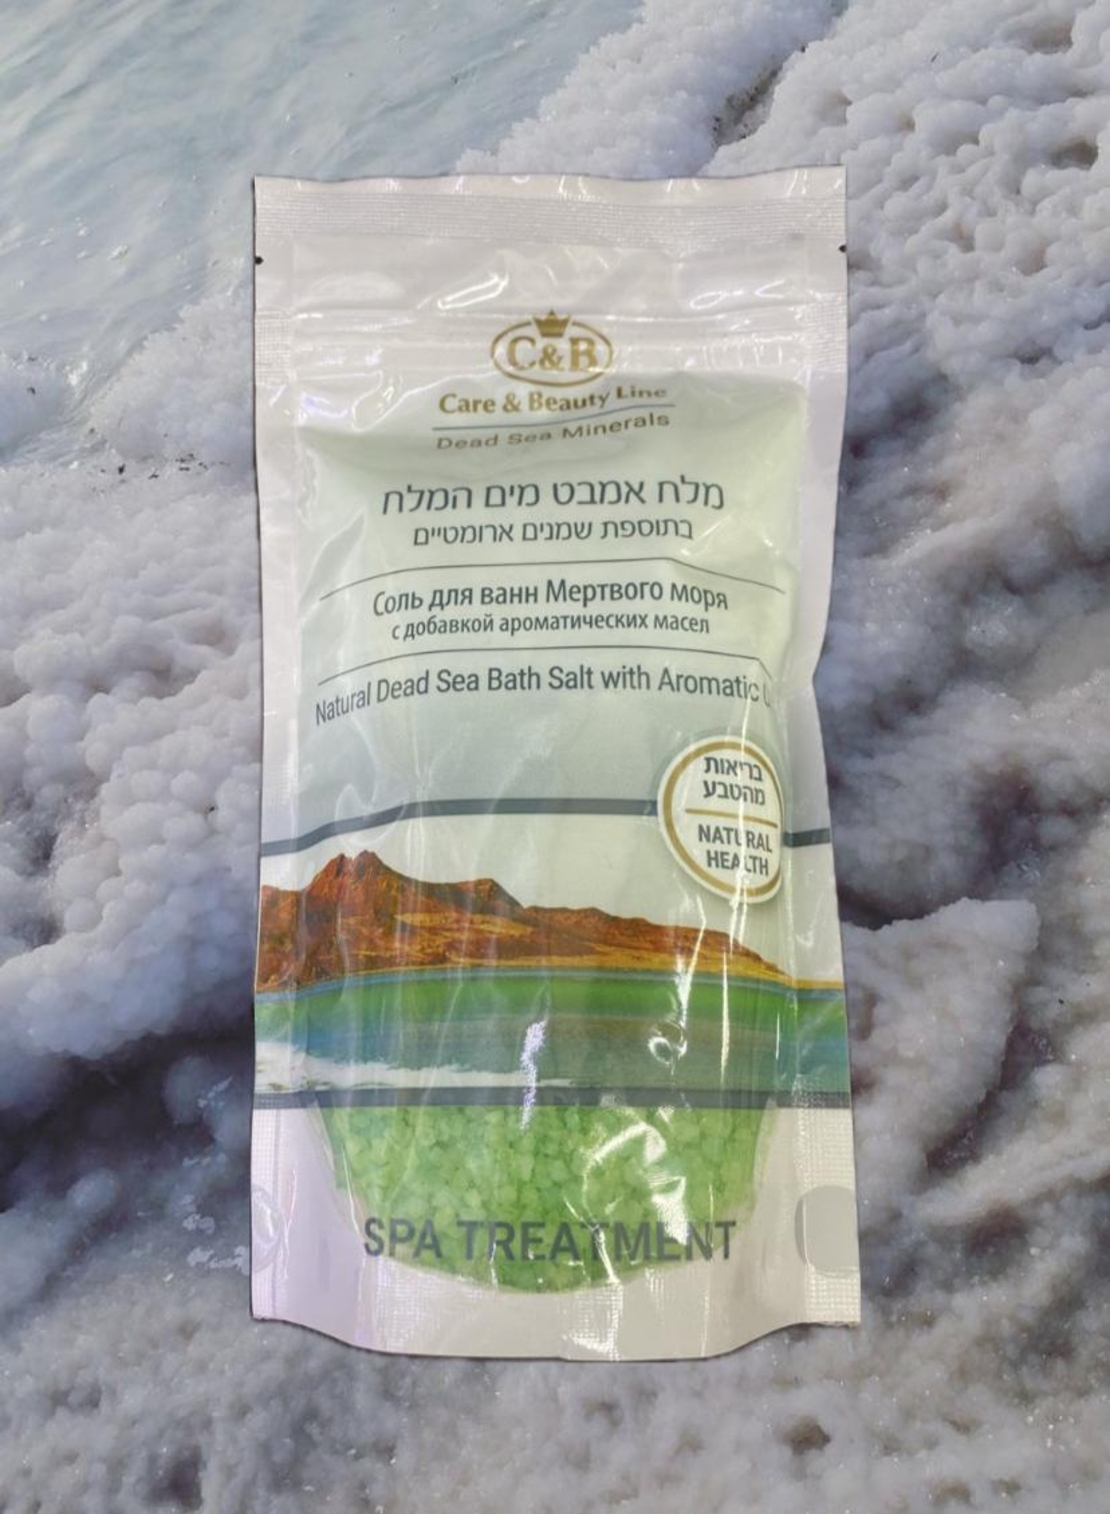 C&B
Care & Beauty Line
Dead Sea Minerals
מלח אמבט מים המלח
בתוספת שמנים ארומטיים
Соль для ванн Мертвого моря
с добавкой ароматических масел
Natural Dead Sea Bath Salt with Aromatic
בריאות
מהטבע
NATURAL
HEALTH
SPA TREATMENT